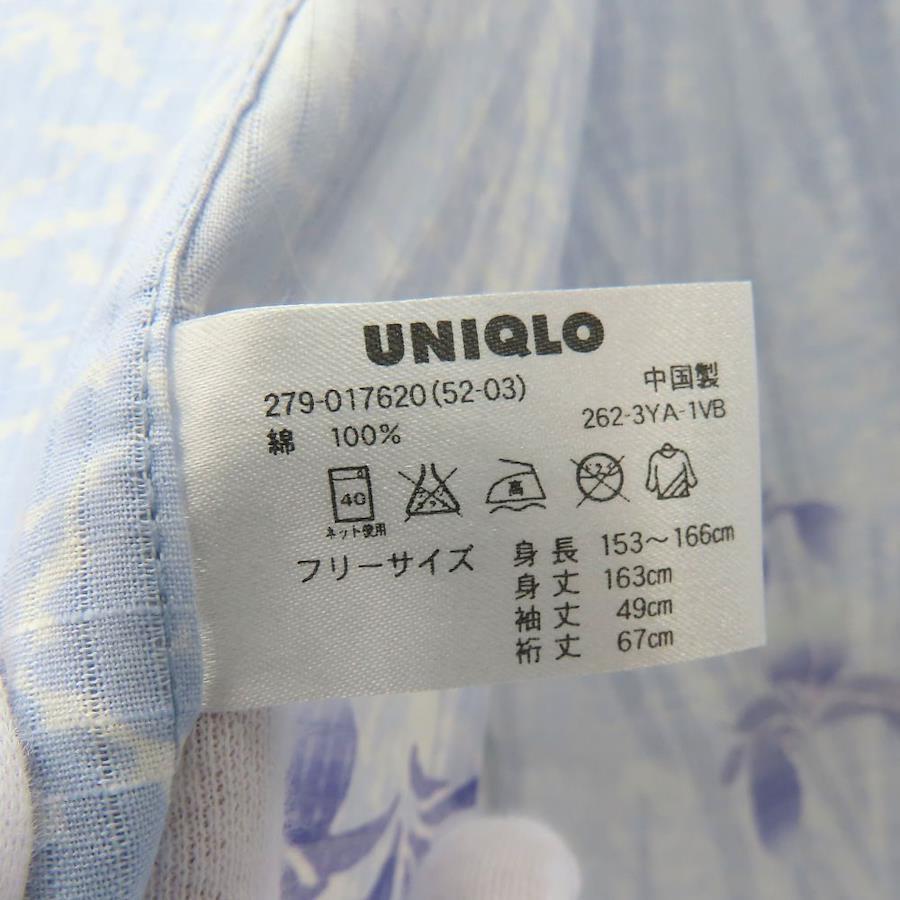 UNIQLO
279-017620(52-03)
中国製
綿 100%
262-3YA-1VB
40
高
ネット使用
フリーサイズ
身長 153～166cm
身丈 163cm
袖丈 49cm
裄丈 67cm